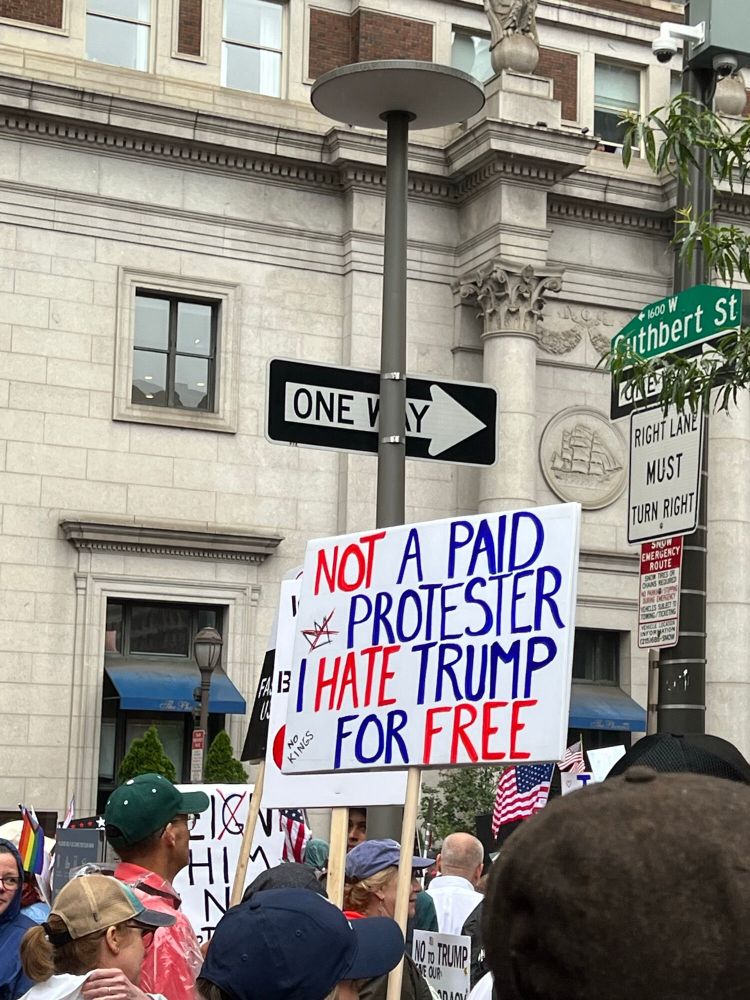 ← 1600 W
Cuthbert St
ONE WAY
RIGHT LANE
MUST
TURN RIGHT
SNOW
EMERGENCY
ROUTE
NOT A PAID
PROTESTER
I HATE TRUMP
FOR FREE
NO
KINGS
HIM
NO TO TRUMP